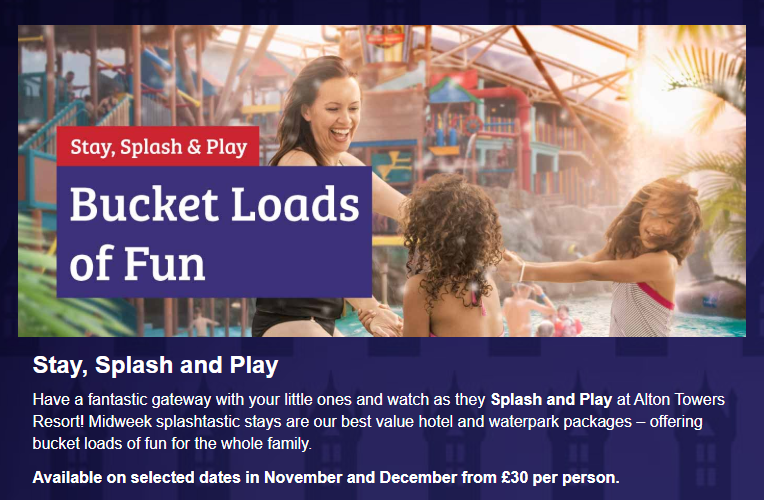 Stay, Splash & Play
Bucket Loads
of Fun
Stay, Splash and Play
Have a fantastic gateway with your little ones and watch as they Splash and Play at Alton Towers
Resort! Midweek splashtastic stays are our best value hotel and waterpark packages – offering
bucket loads of fun for the whole family.
Available on selected dates in November and December from £30 per person.